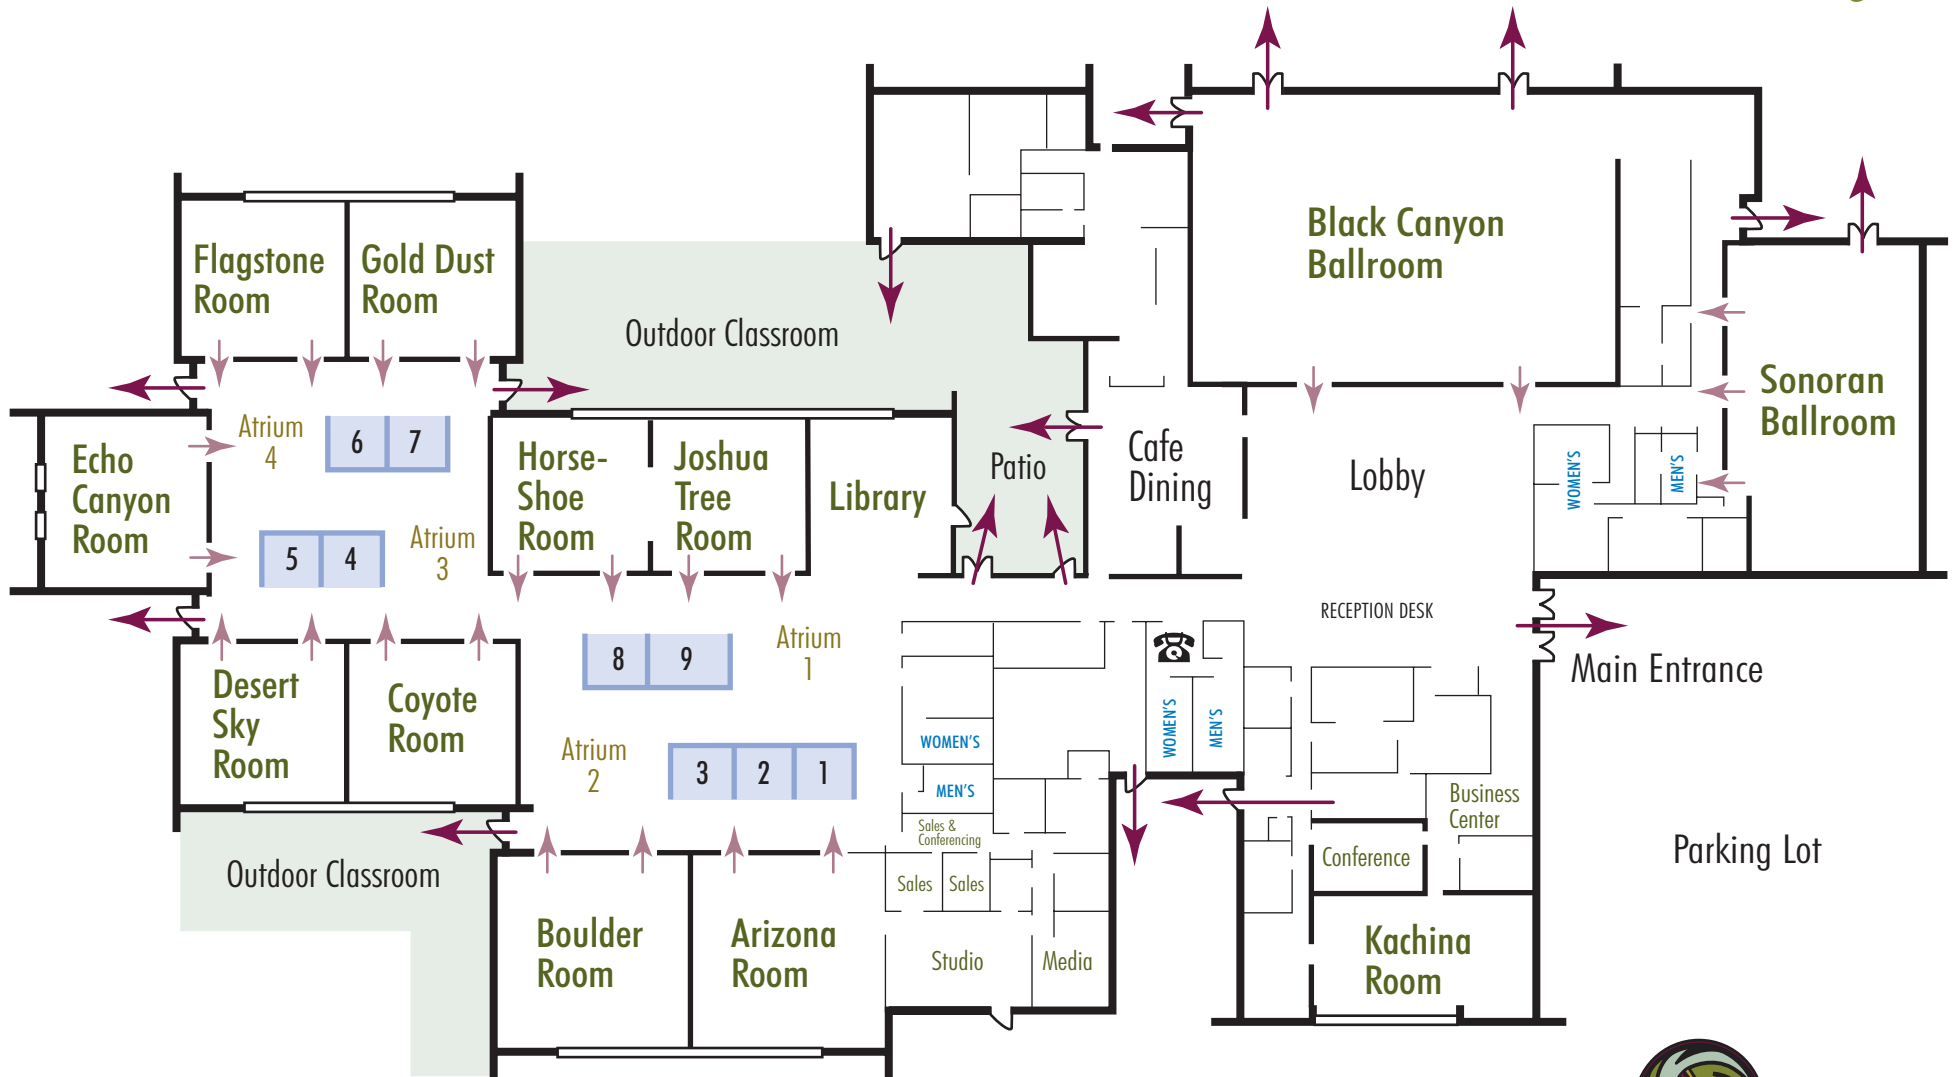 Black Canyon
Ballroom
Flagstone
Room
Gold Dust
Room
Outdoor Classroom
Sonoran
Ballroom
Atrium
4
6
7
Echo
Canyon
Room
Horse-
Shoe
Room
Joshua
Tree
Room
Library
Patio
Cafe
Dining
Lobby
WOMEN'S
MEN'S
5
4
Atrium
3
RECEPTION DESK
Main Entrance
8
9
Atrium
1
Desert
Sky
Room
Coyote
Room
WOMEN'S
MEN'S
WOMEN'S
MEN'S
Atrium
2
3
2
1
Business
Center
Sales &
Conferencing
Conference
Parking Lot
Outdoor Classroom
Sales
Sales
Boulder
Room
Arizona
Room
Studio
Media
Kachina
Room